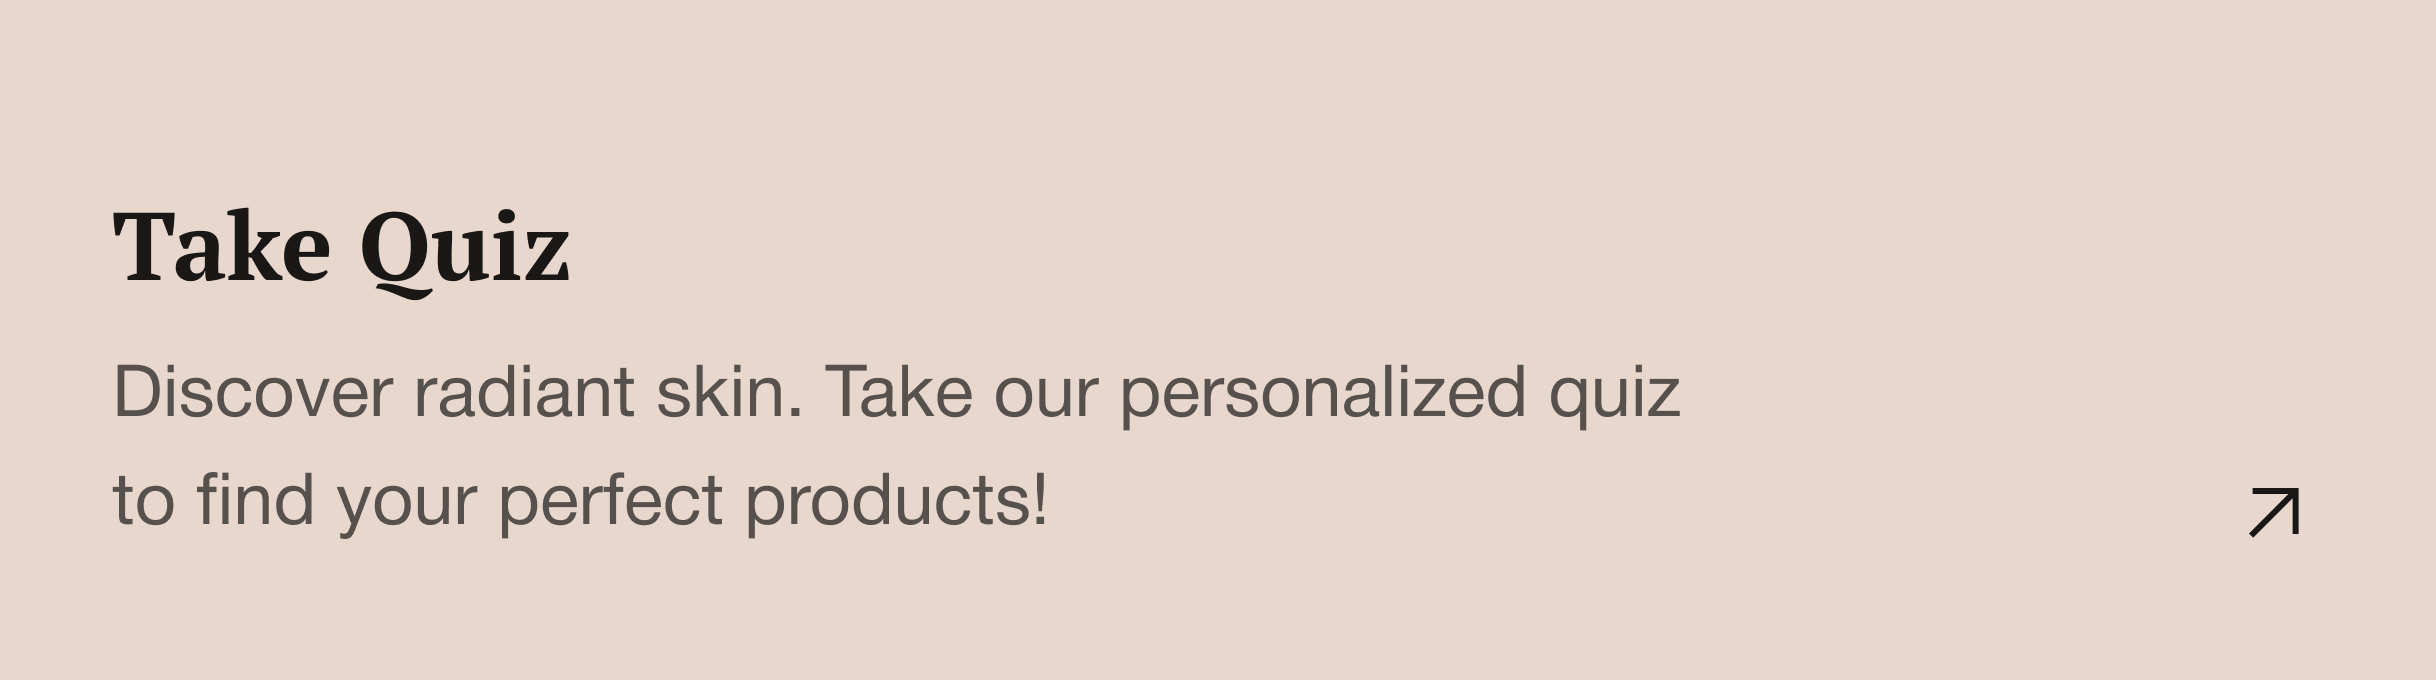 Take Quiz
Discover radiant skin. Take our personalized quiz
to find your perfect products!